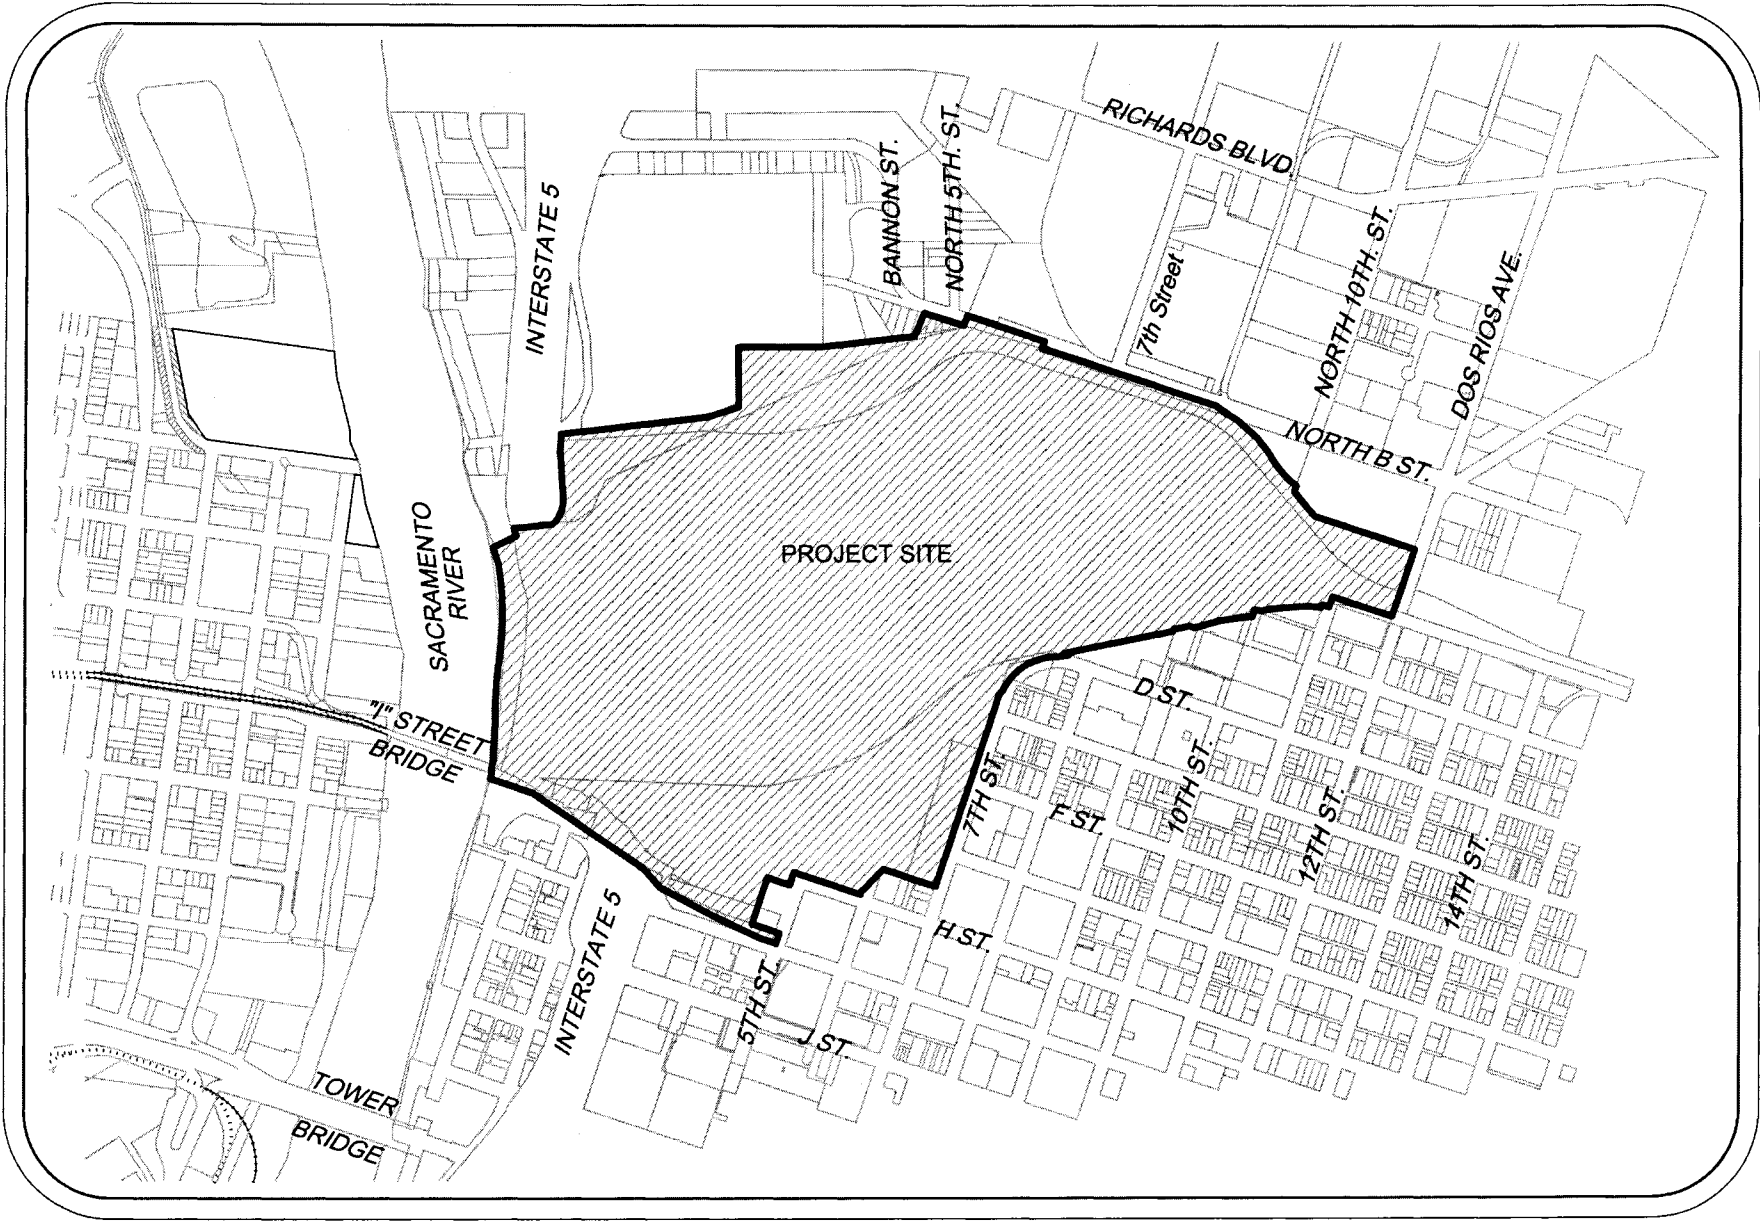 RICHARDS BLVD.
BANNON ST.
NORTH 5TH. ST.
INTERSTATE 5
7th Street
NORTH 10TH. ST.
DOS RIOS AVE.
NORTH B ST.
PROJECT SITE
SACRAMENTO
RIVER
"I" STREET
BRIDGE
D ST.
7TH ST.
F ST.
10TH ST.
12TH ST.
14TH ST.
H ST.
INTERSTATE 5
5TH ST.
J ST.
TOWER
BRIDGE